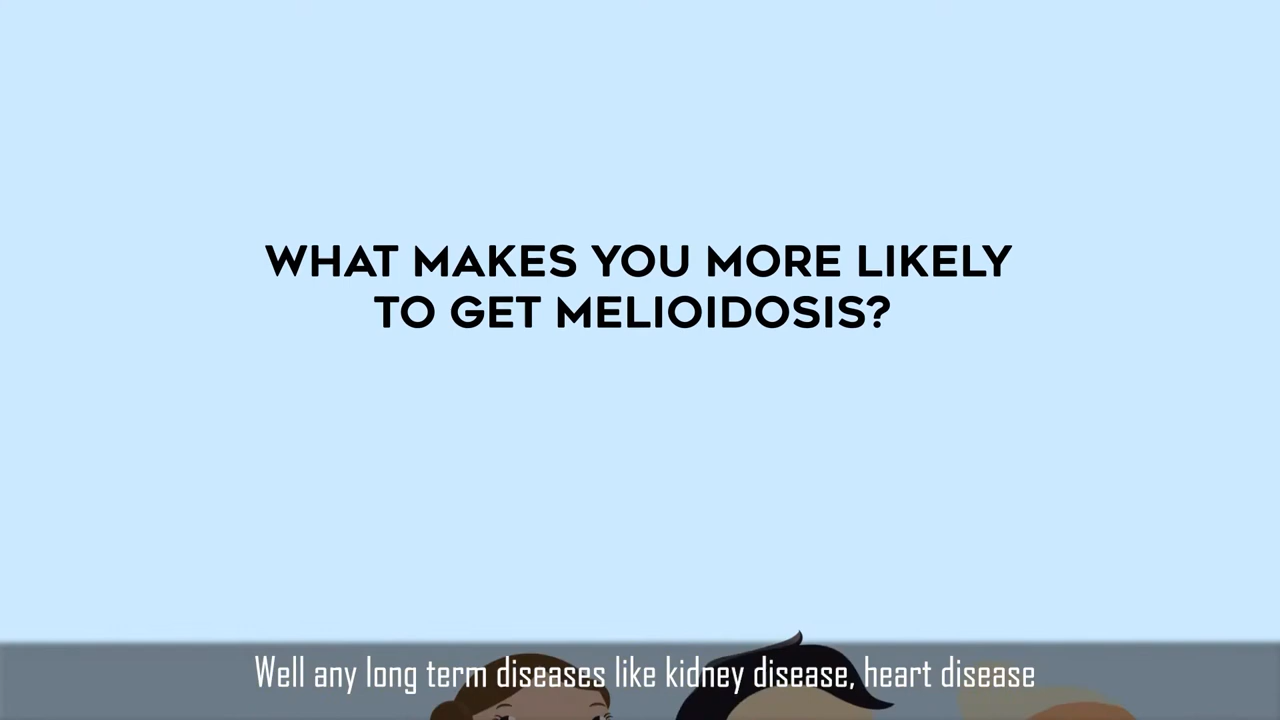 WHAT MAKES YOU MORE LIKELY
TO GET MELIOIDOSIS?
Well any long term diseases like kidney disease, heart disease